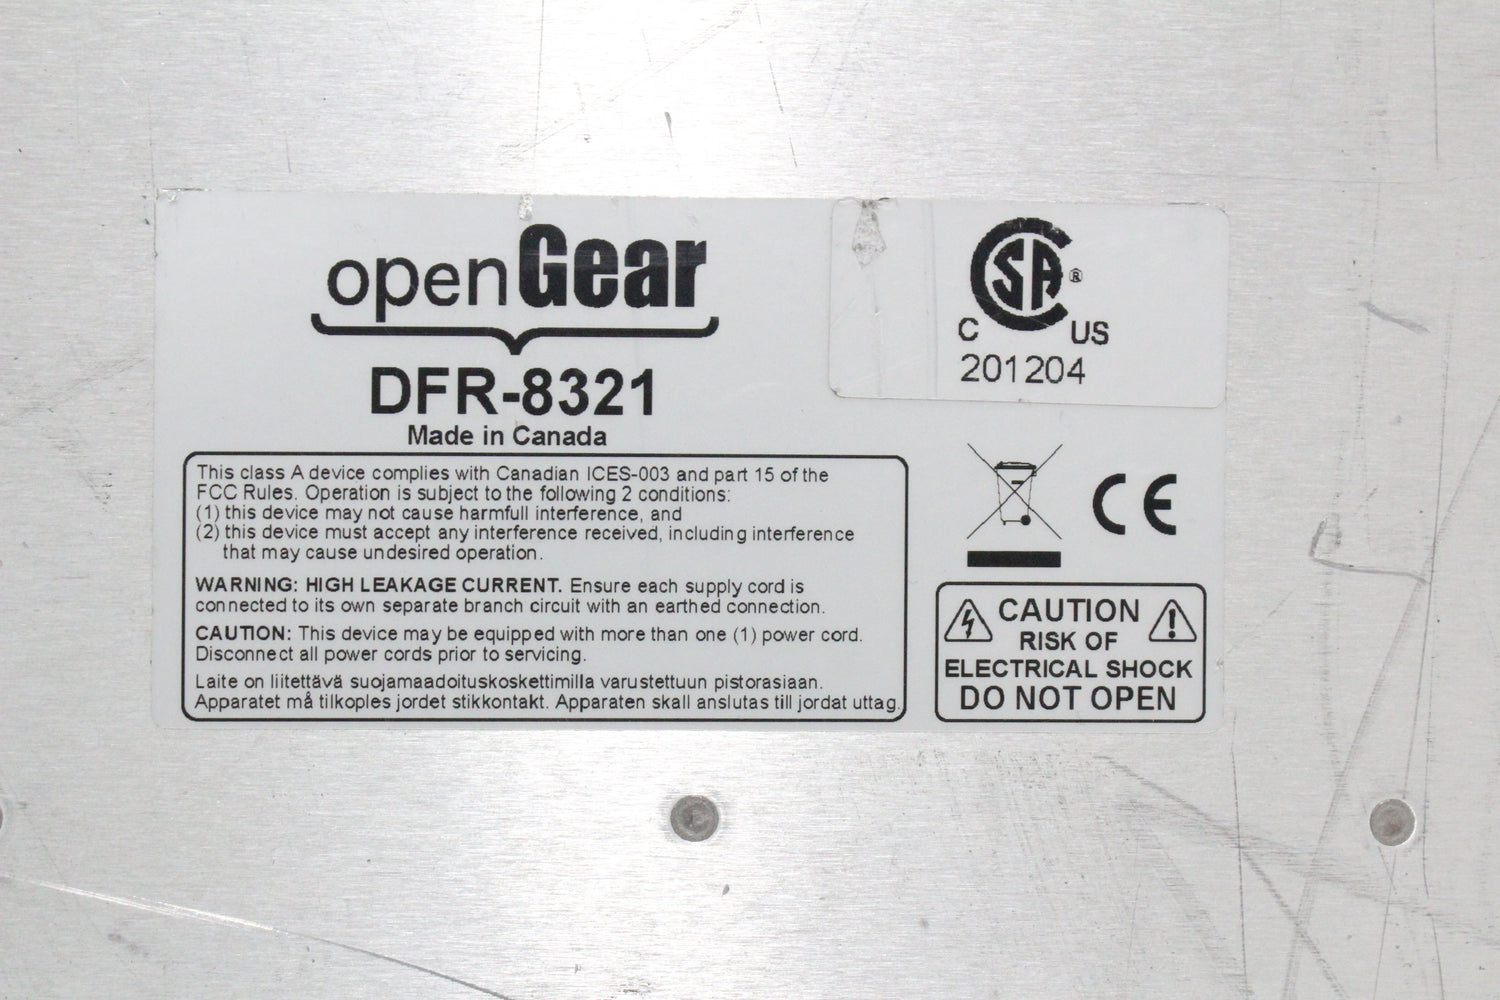 openGear
DFR-8321
Made in Canada
This class A device complies with Canadian ICES-003 and part 15 of the
FCC Rules. Operation is subject to the following 2 conditions:
(1) this device may not cause harmfull interference, and
(2) this device must accept any interference received, including interference
that may cause undesired operation.
WARNING: HIGH LEAKAGE CURRENT. Ensure each supply cord is
connected to its own separate branch circuit with an earthed connection.
CAUTION: This device may be equipped with more than one (1) power cord.
Disconnect all power cords prior to servicing.
Laite on liitettävä suojamaadoituskoskettimilla varustettuun pistorasiaan.
Apparatet må tilkoples jordet stikkontakt. Apparaten skall anslutas till jordat uttag.
CSA®
C US
201204
CE
CAUTION
RISK OF
ELECTRICAL SHOCK
DO NOT OPEN